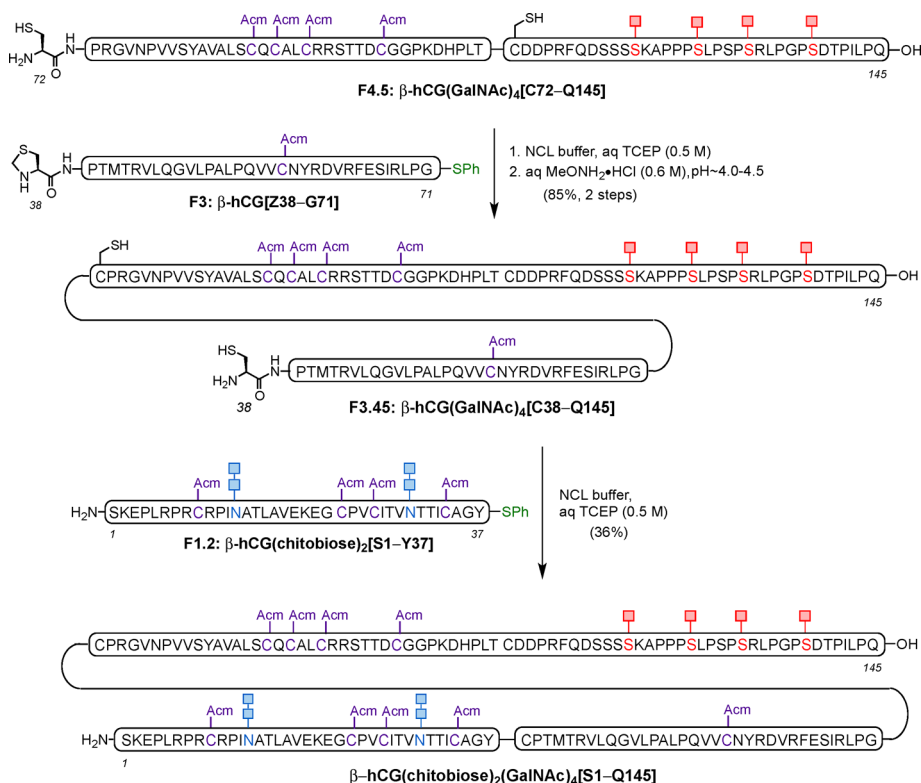 HS
Acm Acm Acm Acm
SH
H2N O NH PRGVNPVVSYAVALSCQCALCRRSTTDCGGPKDHPLT CDDPRFQDSSSSKAPPPSLPSPSRLPGPSDTPILPQ OH
72 145
F4.5: β-hCG(GalNAc)4[C72–Q145]
Acm
S N H O H N PTMTRVLQGVLPALPQVVCNYRDVRFESIRLPG SPh
38 71
F3: β-hCG[Z38–G71]
1. NCL buffer, aq TCEP (0.5 M)
2. aq MeONH2•HCl (0.6 M), pH~4.0-4.5
(85%, 2 steps)
SH
Acm Acm Acm Acm
CPRGVNPVVSYAVALSCQCALCRRSTTDCGGPKDHPLT CDDPRFQDSSSSKAPPPSLPSPSRLPGPSDTPILPQ OH
145
Acm
HS H2N O H N PTMTRVLQGVLPALPQVVCNYRDVRFESIRLPG
38
F3.45: β-hCG(GalNAc)4[C38–Q145]
Acm Acm Acm Acm
H2N SKEPLRPRCRPINATLAVEKEGCPVCITVNTTICAGY SPh
1 37
F1.2: β-hCG(chitobiose)2[S1–Y37]
NCL buffer,
aq TCEP (0.5 M)
(36%)
Acm Acm Acm Acm
CPRGVNPVVSYAVALSCQCALCRRSTTDCGGPKDHPLT CDDPRFQDSSSSKAPPPSLPSPSRLPGPSDTPILPQ OH
145
Acm Acm Acm Acm Acm
H2N SKEPLRPRCRPINATLAVEKEGCPVCITVNTTICAGY CPTMTRVLQGVLPALPQVVCNYRDVRFESIRLPG
1
β–hCG(chitobiose)2(GalNAc)4[S1–Q145]